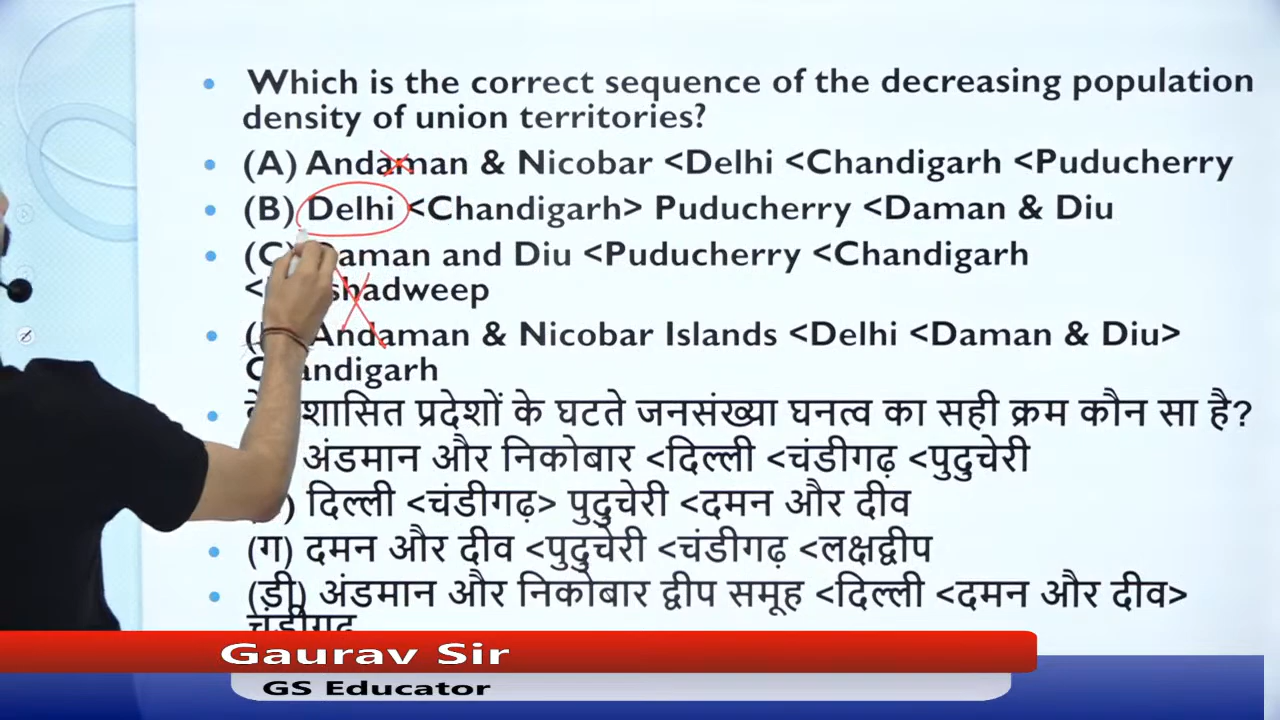 Which is the correct sequence of the decreasing population
density of union territories?
(A) Andaman & Nicobar <Delhi <Chandigarh <Puducherry
(B) Delhi <Chandigarh> Puducherry <Daman & Diu
(C) Daman and Diu <Puducherry <Chandigarh
< shadweep
Andaman & Nicobar Islands <Delhi <Daman & Diu>
Chandigarh
शासित प्रदेशों के घटते जनसंख्या घनत्व का सही क्रम कौन सा है?
अंडमान और निकोबार <दिल्ली <चंडीगढ़ <पुदुचेरी
) दिल्ली <चंडीगढ़> पुदुचेरी <दमन और दीव
(ग) दमन और दीव <पुदुचेरी <चंडीगढ़ <लक्षद्वीप
(ड़ी) अंडमान और निकोबार द्वीप समूह <दिल्ली <दमन और दीव>
चंडीगढ़
Gaurav Sir
GS Educator